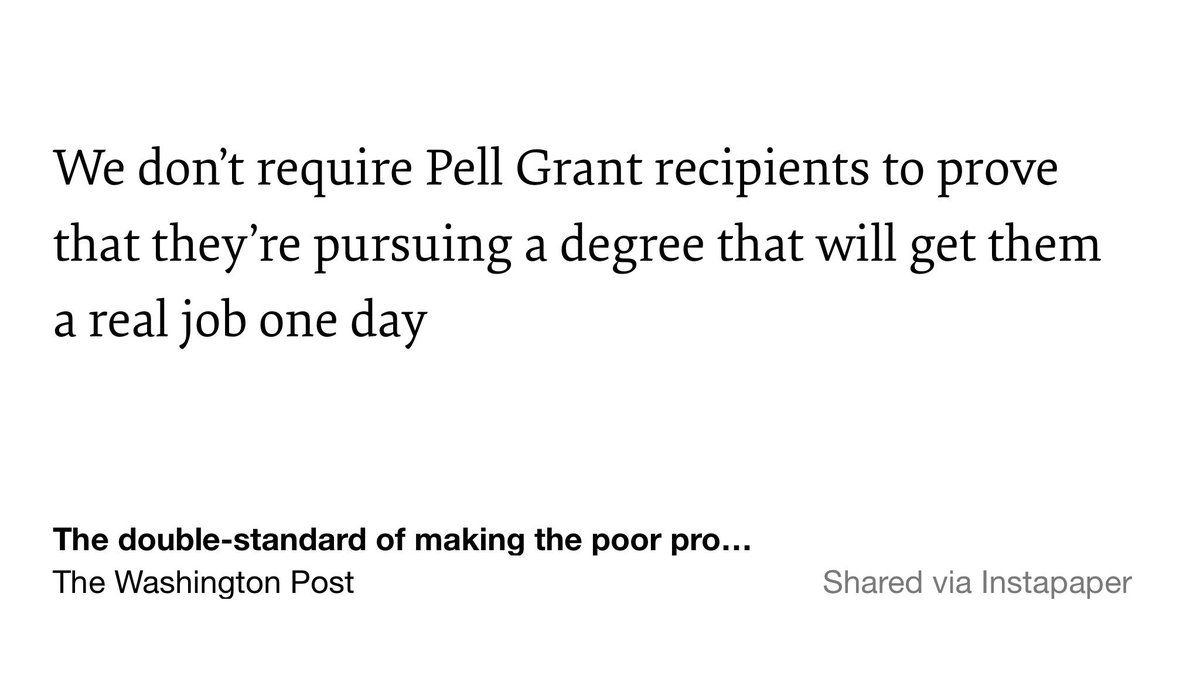 We don’t require Pell Grant recipients to prove
that they’re pursuing a degree that will get them
a real job one day
The double-standard of making the poor pro…
The Washington Post
Shared via Instapaper